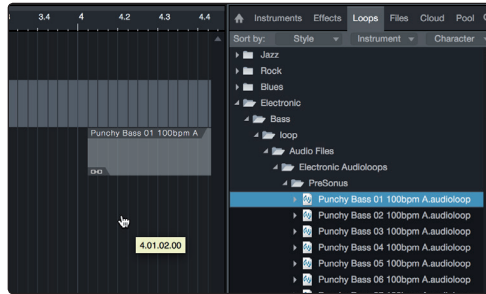 3.4 4 4.2 4.3 4.4
Instruments Effects Loops Files Cloud Pool
Sort by: Style Instrument Character
Jazz
Rock
Blues
Electronic
Bass
loop
Audio Files
Electronic Audioloops
PreSonus
Punchy Bass 01 100bpm A.audioloop
Punchy Bass 02 100bpm A.audioloop
Punchy Bass 03 100bpm A.audioloop
Punchy Bass 04 100bpm A.audioloop
Punchy Bass 05 100bpm A.audioloop
Punchy Bass 06 100bpm A.audioloop
Punchy Bass 01 100bpm A
4.01.02.00